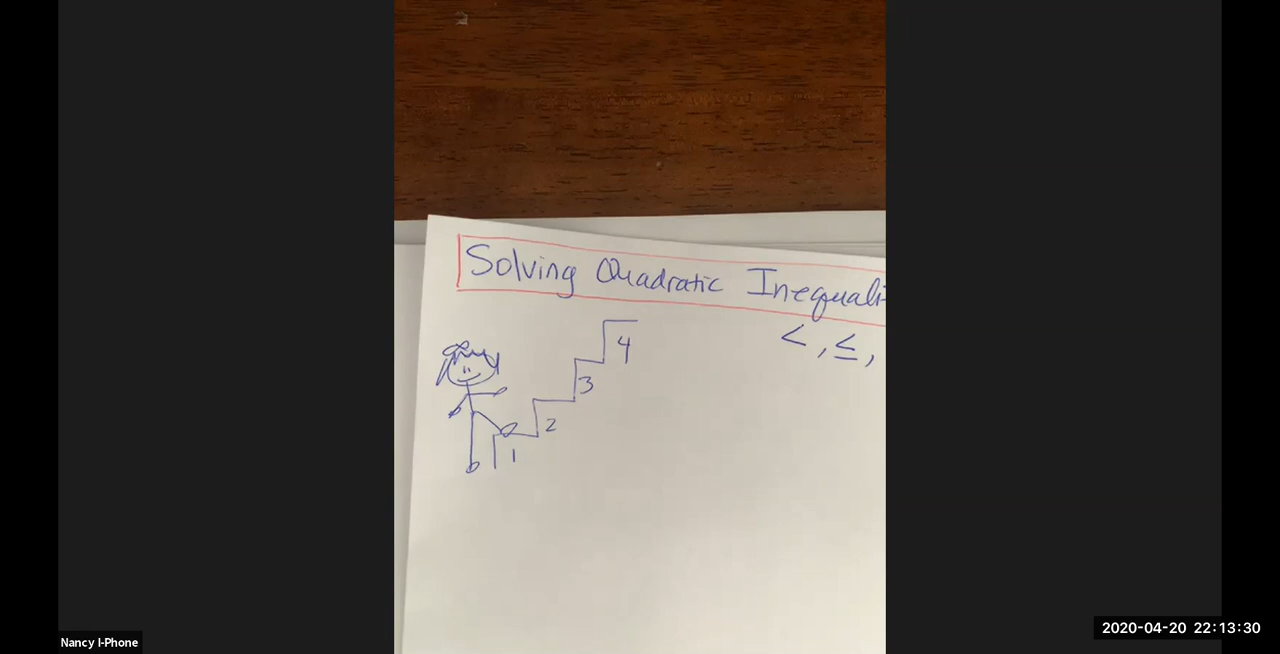 Solving Quadratic Inequali
< , ≤ ,
4
3
2
1
Nancy I-Phone
2020-04-20 22:13:30